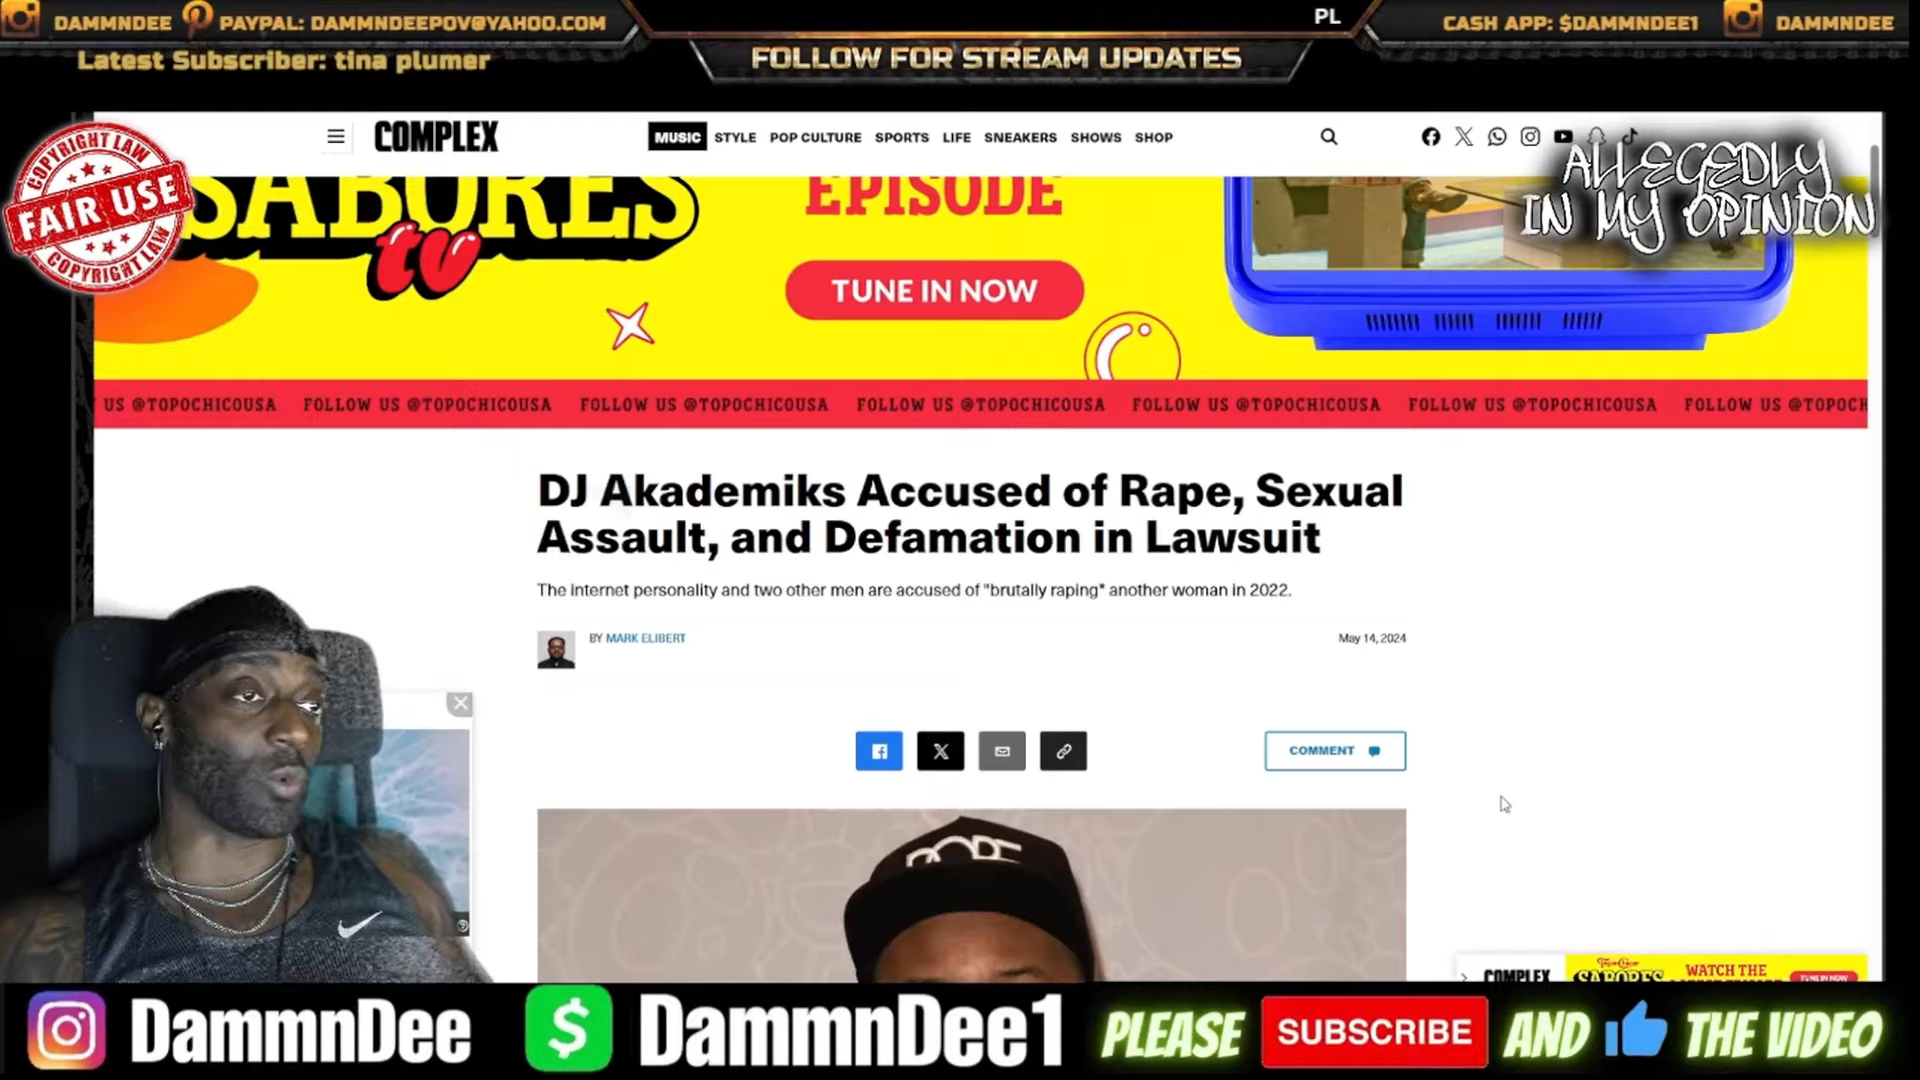 DAMMNDEE
PAYPAL: DAMMNDEEPOV@YAHOO.COM
PL
CASH APP: $DAMMNDEE1
DAMMNDEE
Latest Subscriber: tina plumer
FOLLOW FOR STREAM UPDATES
COPYRIGHT LAW
FAIR USE
COPYRIGHT LAW
COMPLEX
MUSIC STYLE POP CULTURE SPORTS LIFE SNEAKERS SHOWS SHOP
ALLEGEDLY
IN MY OPINION
SABORES
tv
EPISODE
TUNE IN NOW
US @TOPOCHICOUSA FOLLOW US @TOPOCHICOUSA FOLLOW US @TOPOCHICOUSA FOLLOW US @TOPOCHICOUSA FOLLOW US @TOPOCHICOUSA FOLLOW US @TOPOCHICOUSA FOLLOW US @TOPOCH
DJ Akademiks Accused of Rape, Sexual
Assault, and Defamation in Lawsuit
The internet personality and two other men are accused of "brutally raping" another woman in 2022.
BY MARK ELIBERT
May 14, 2024
COMMENT
COMPLEX
SABORES
WATCH THE
TUNE IN NOW
DammnDee
DammnDee1
PLEASE SUBSCRIBE AND THE VIDEO